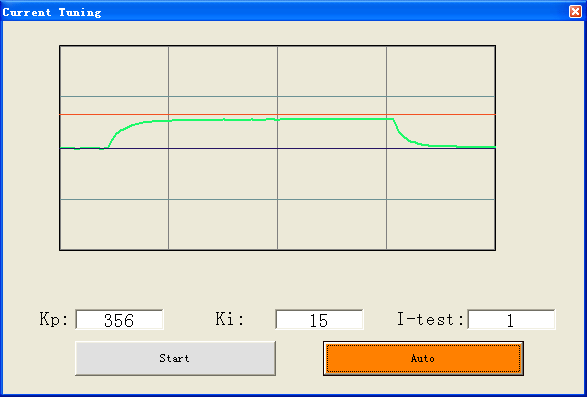 Current Tuning
Kp: 356 Ki: 15 I-test: 1
Start Auto